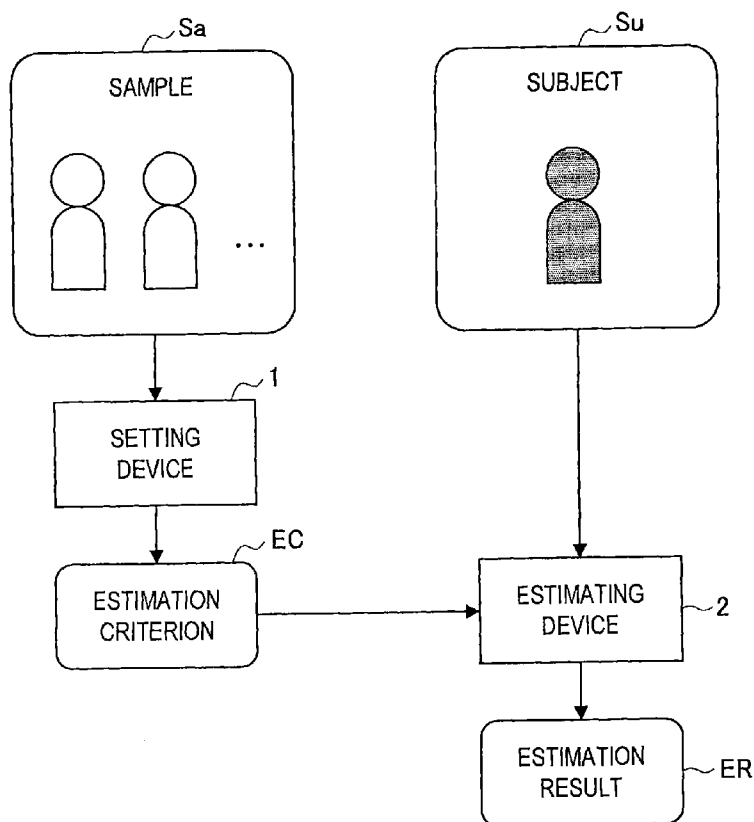 Sa
SAMPLE
...
Su
SUBJECT
1
SETTING
DEVICE
EC
ESTIMATION
CRITERION
ESTIMATING
DEVICE
2
ESTIMATION
RESULT
ER